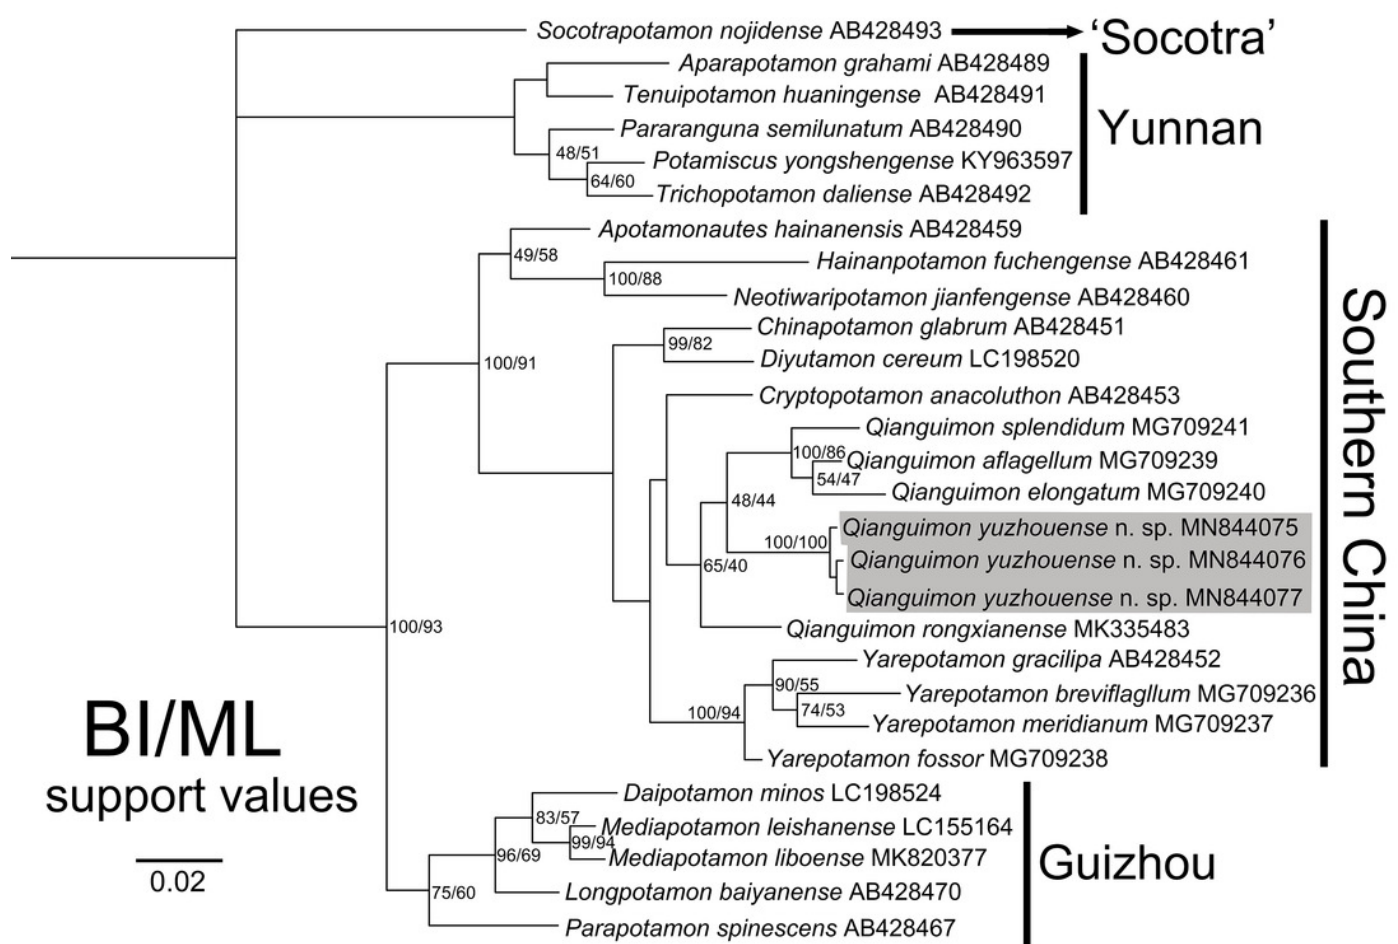 Socotrapotamon nojidense AB428493
‘Socotra’
Aparapotamon grahami AB428489
Tenuipotamon huaningense AB428491
Yunnan
Pararanguna semilunatum AB428490
48/51
Potamiscus yongshengense KY963597
64/60
Trichopotamon daliense AB428492
Apotamonautes hainanensis AB428459
49/58
Hainanpotamon fuchengense AB428461
100/88
Neotiwaripotamon jianfengense AB428460
Chinapotamon glabrum AB428451
99/82
Diyutamon cereum LC198520
100/91
Cryptopotamon anacoluthon AB428453
Qianguimon splendidum MG709241
100/86
Qianguimon aflagellum MG709239
54/47
Qianguimon elongatum MG709240
48/44
Qianguimon yuzhouense n. sp. MN844075
100/100
Qianguimon yuzhouense n. sp. MN844076
65/40
Qianguimon yuzhouense n. sp. MN844077
Qianguimon rongxianense MK335483
100/93
Southern China
Yarepotamon gracilipa AB428452
90/55
Yarepotamon breviflagllum MG709236
74/53
100/94
Yarepotamon meridianum MG709237
Yarepotamon fossor MG709238
BI/ML
support values
0.02
Daipotamon minos LC198524
83/57
Mediapotamon leishanense LC155164
99/94
96/69
Mediapotamon liboense MK820377
Guizhou
75/60
Longpotamon baiyanense AB428470
Parapotamon spinescens AB428467